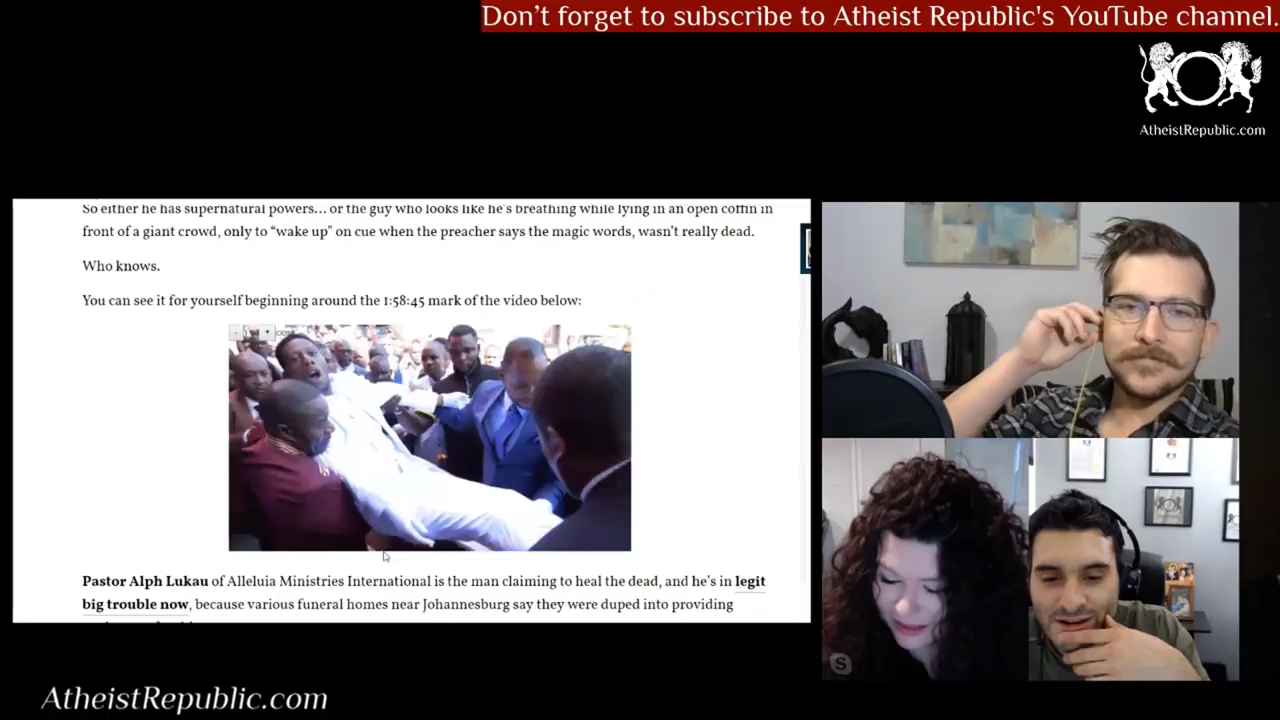 Don’t forget to subscribe to Atheist Republic's YouTube channel.
AtheistRepublic.com
So either he has supernatural powers… or the guy who looks like he’s breathing while lying in an open coffin in
front of a giant crowd, only to “wake up” on cue when the preacher says the magic words, wasn’t really dead.
Who knows.
You can see it for yourself beginning around the 1:58:45 mark of the video below:
Pastor Alph Lukau of Alleluia Ministries International is the man claiming to heal the dead, and he’s in legit
big trouble now, because various funeral homes near Johannesburg say they were duped into providing
AtheistRepublic.com